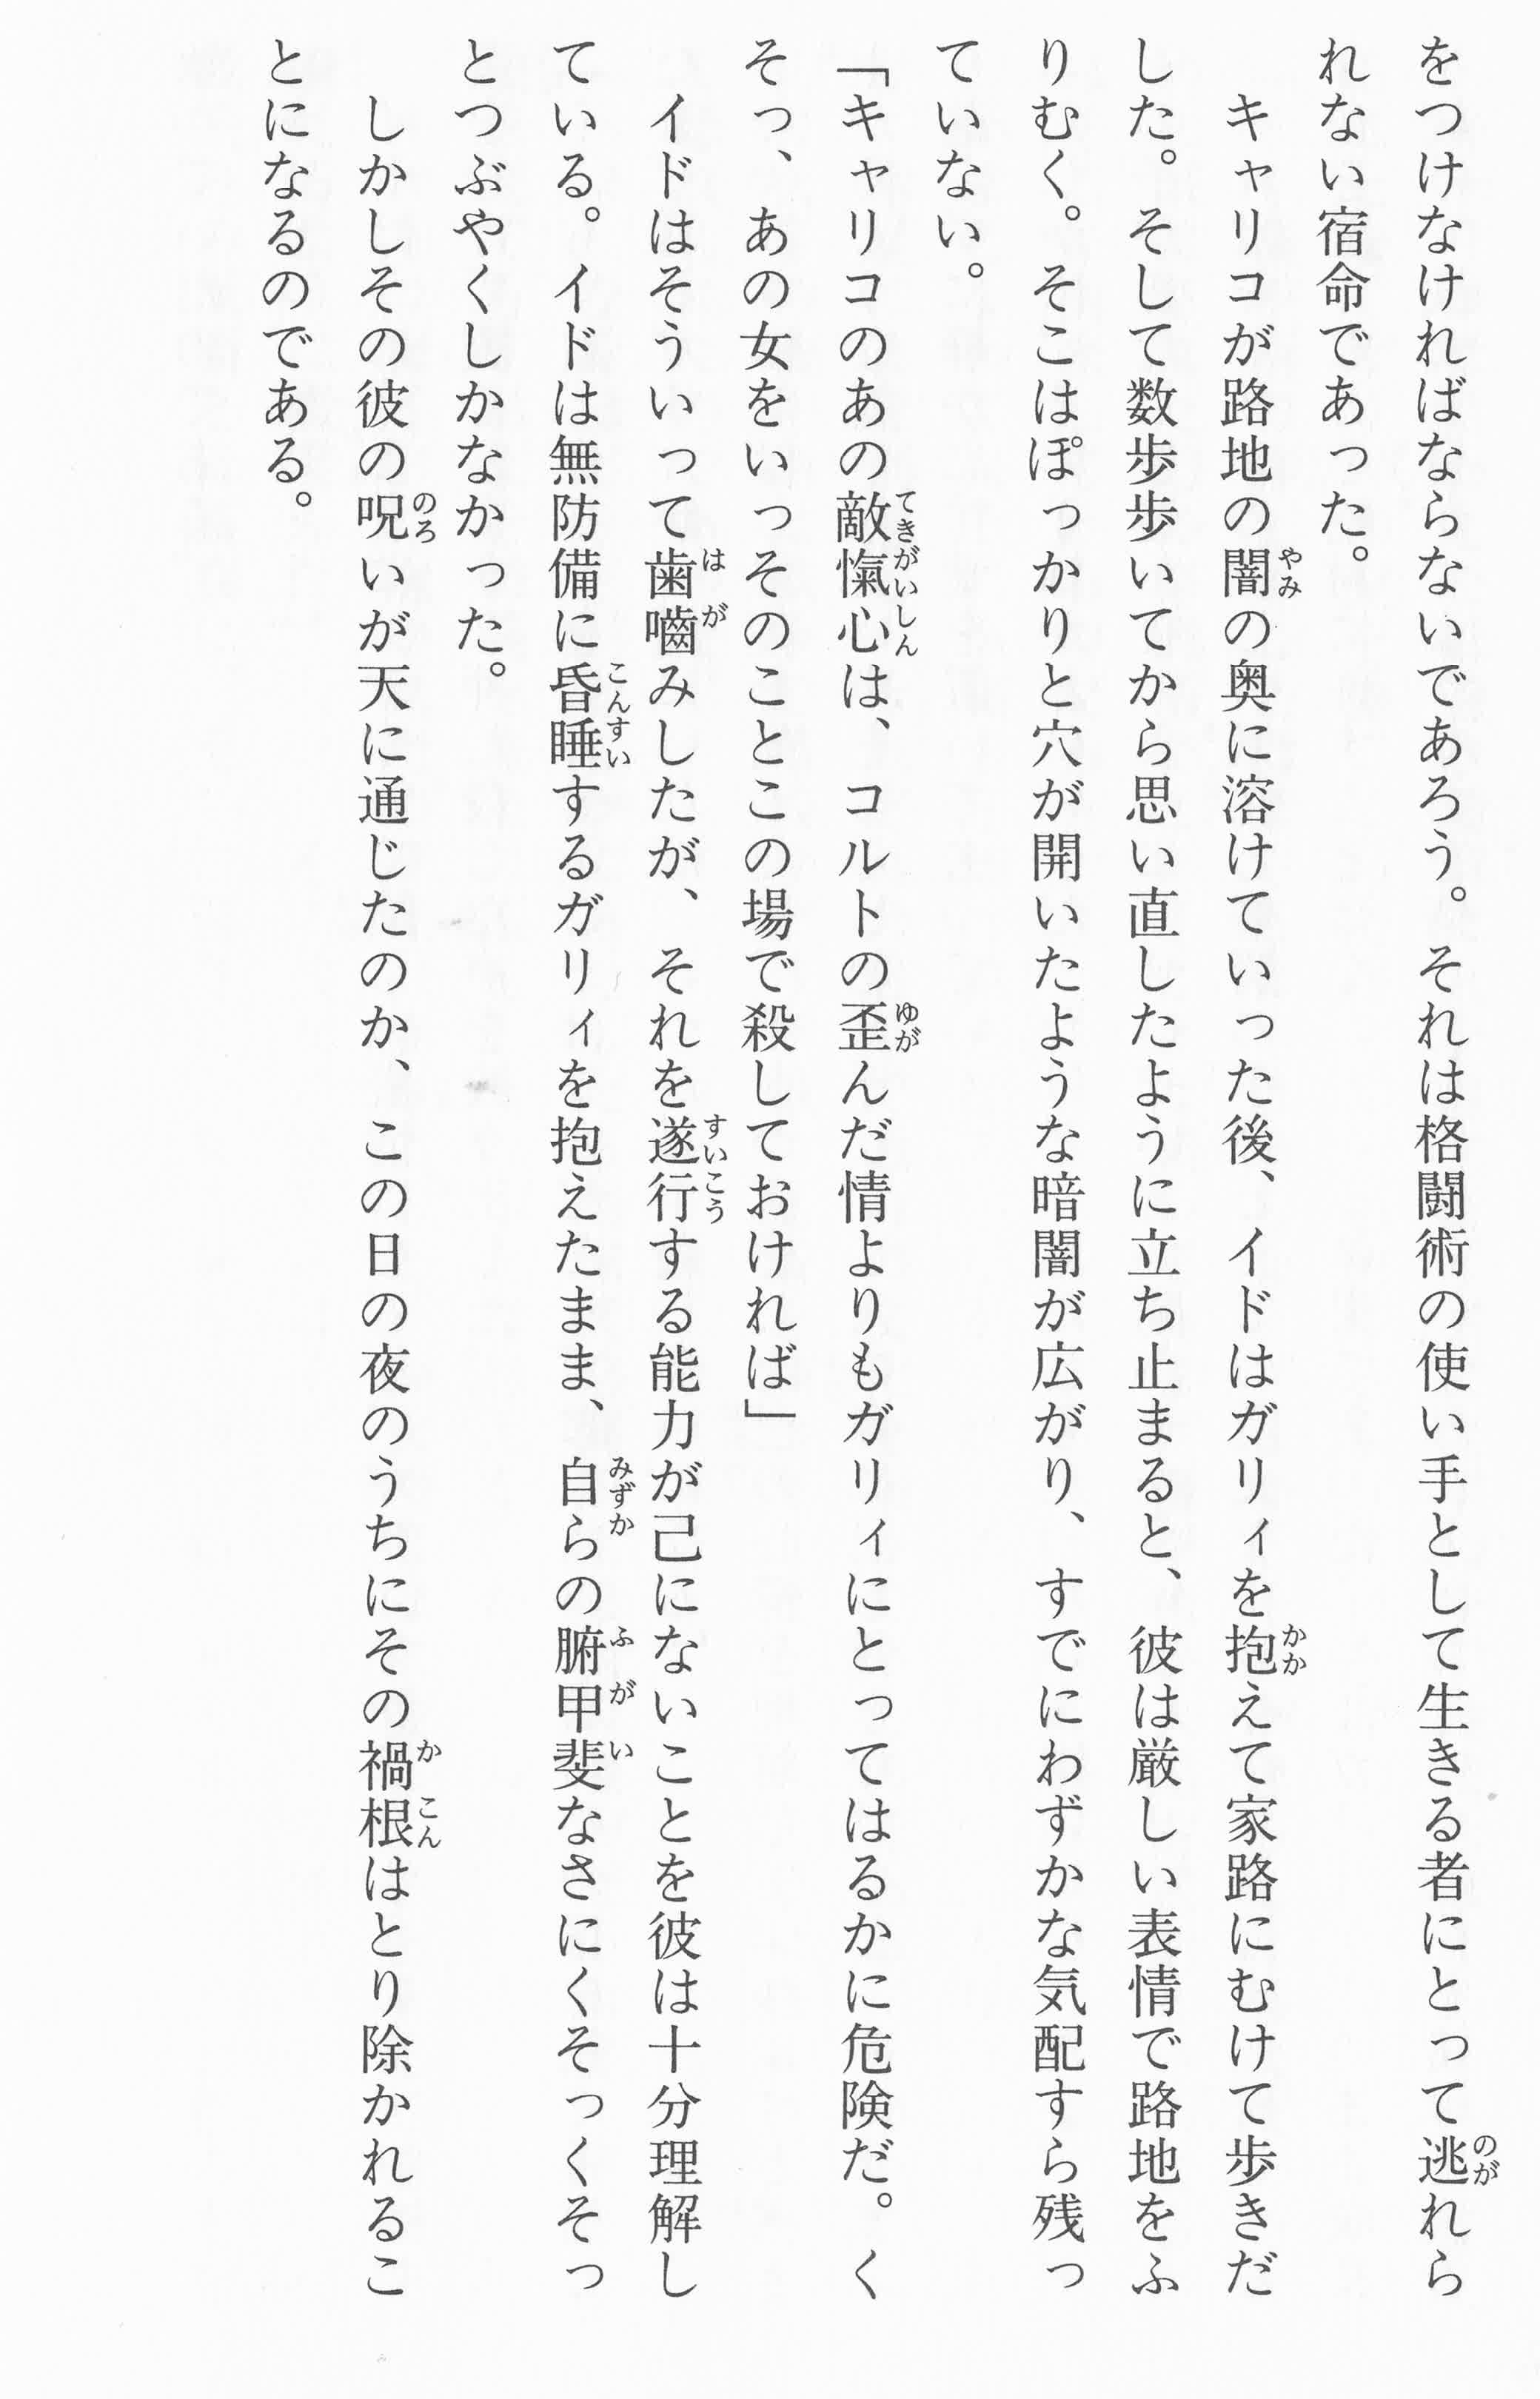 をつけなければならないであろう。それは格闘術の使い手として生きる者にとって逃れら
れない宿命であった。
　キャリコが路地の闇の奥に溶けていった後、イドはガリィを抱えて家路にむけて歩きだ
した。そして数歩歩いてから思い直したように立ち止まると、彼は厳しい表情で路地をふ
りむく。そこはぽっかりと穴が開いたような暗闇が広がり、すでにわずかな気配すら残っ
ていない。
「キャリコのあの敵愾心は、コルトの歪んだ情よりもガリィにとってはるかに危険だ。く
そっ、あの女をいっそのことこの場で殺しておければ」
　イドはそういって歯嚙みしたが、それを遂行する能力が己にないことを彼は十分理解し
ている。イドは無防備に昏睡するガリィを抱えたまま、自らの腑甲斐なさにくそっくそっ
とつぶやくしかなかった。
　しかしその彼の呪いが天に通じたのか、この日の夜のうちにその禍根はとり除かれるこ
とになるのである。